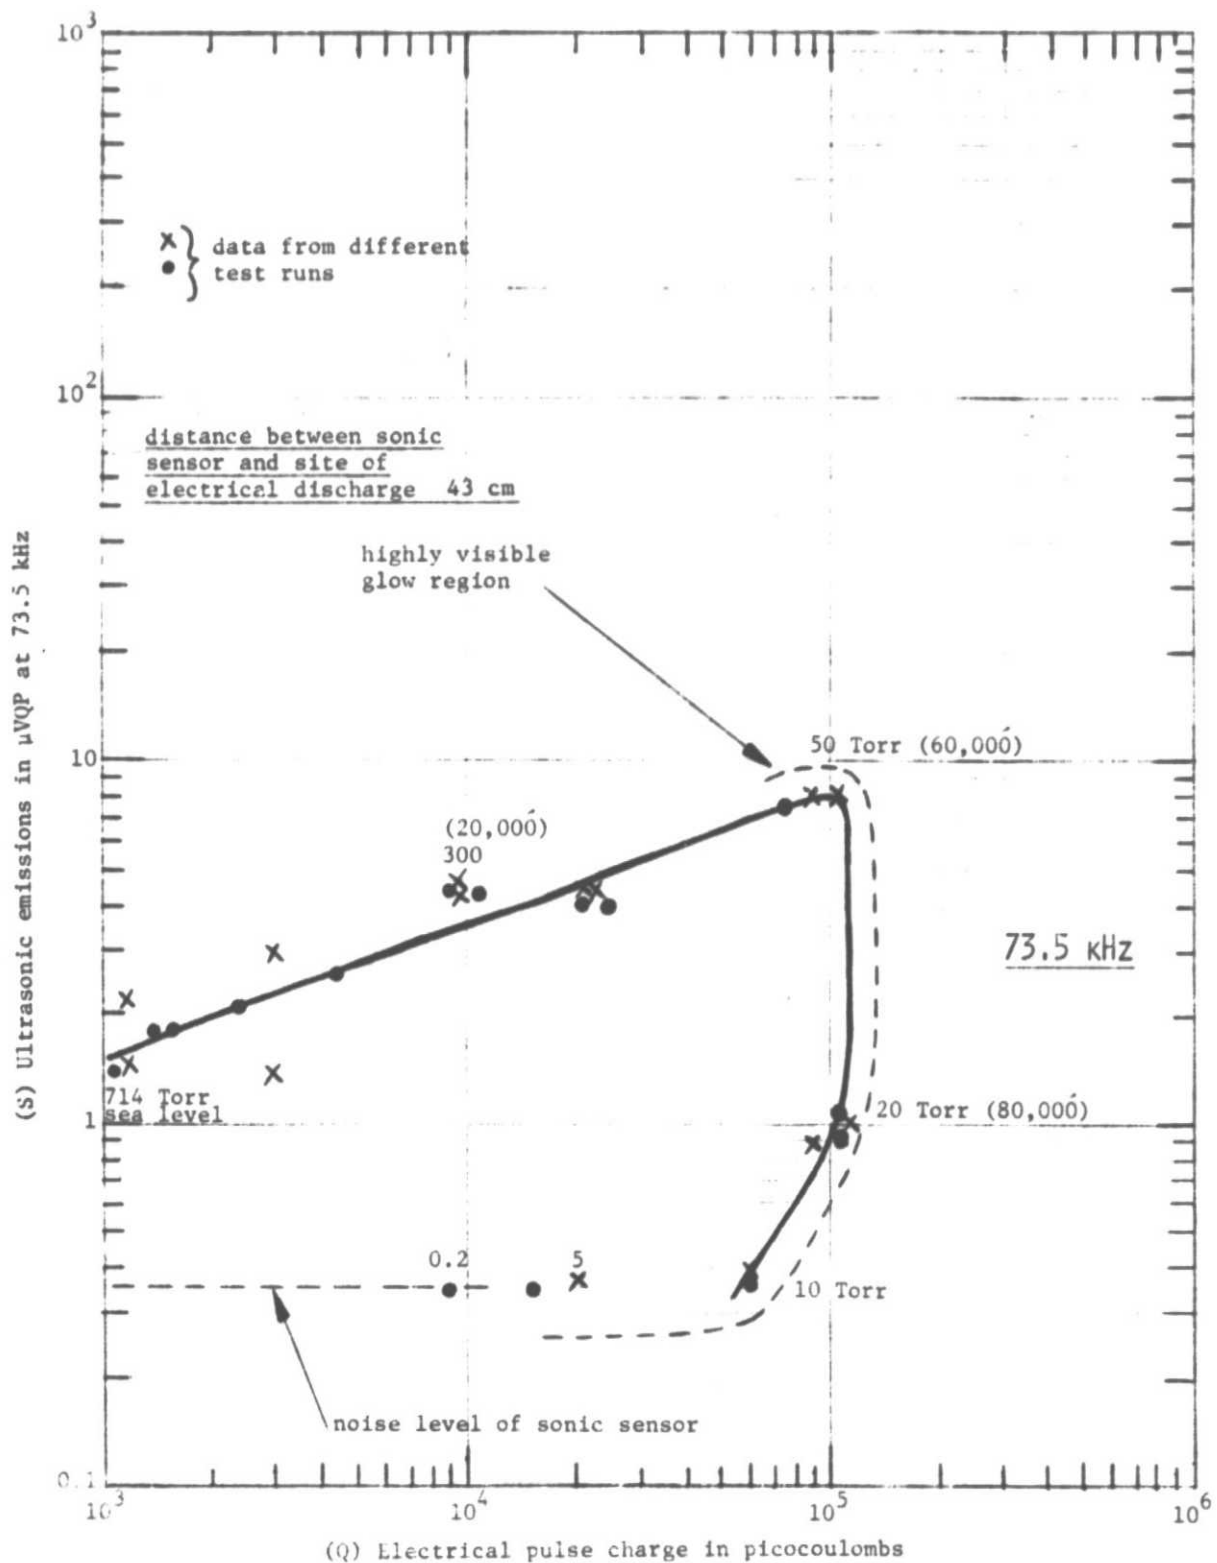 10³
x } data from different
● } test runs
10²
distance between sonic
sensor and site of
electrical discharge 43 cm
highly visible
glow region
(S) Ultrasonic emissions in µVQP at 73.5 kHz
10
50 Torr (60,000́)
(20,000́)
300
73.5 kHz
714 Torr
sea level
1
20 Torr (80,000́)
0.2
5
10 Torr
noise level of sonic sensor
0.1
10³
10⁴
10⁵
10⁶
(Q) Electrical pulse charge in picocoulombs